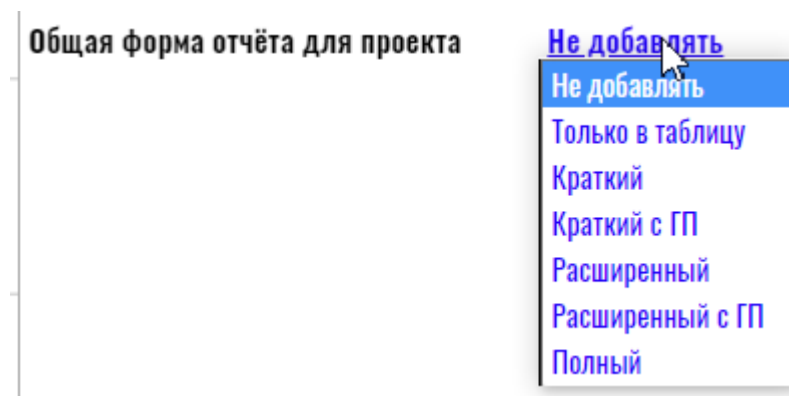 Общая форма отчёта для проекта Не добавлять
Не добавлять
Только в таблицу
Краткий
Краткий с ГП
Расширенный
Расширенный с ГП
Полный